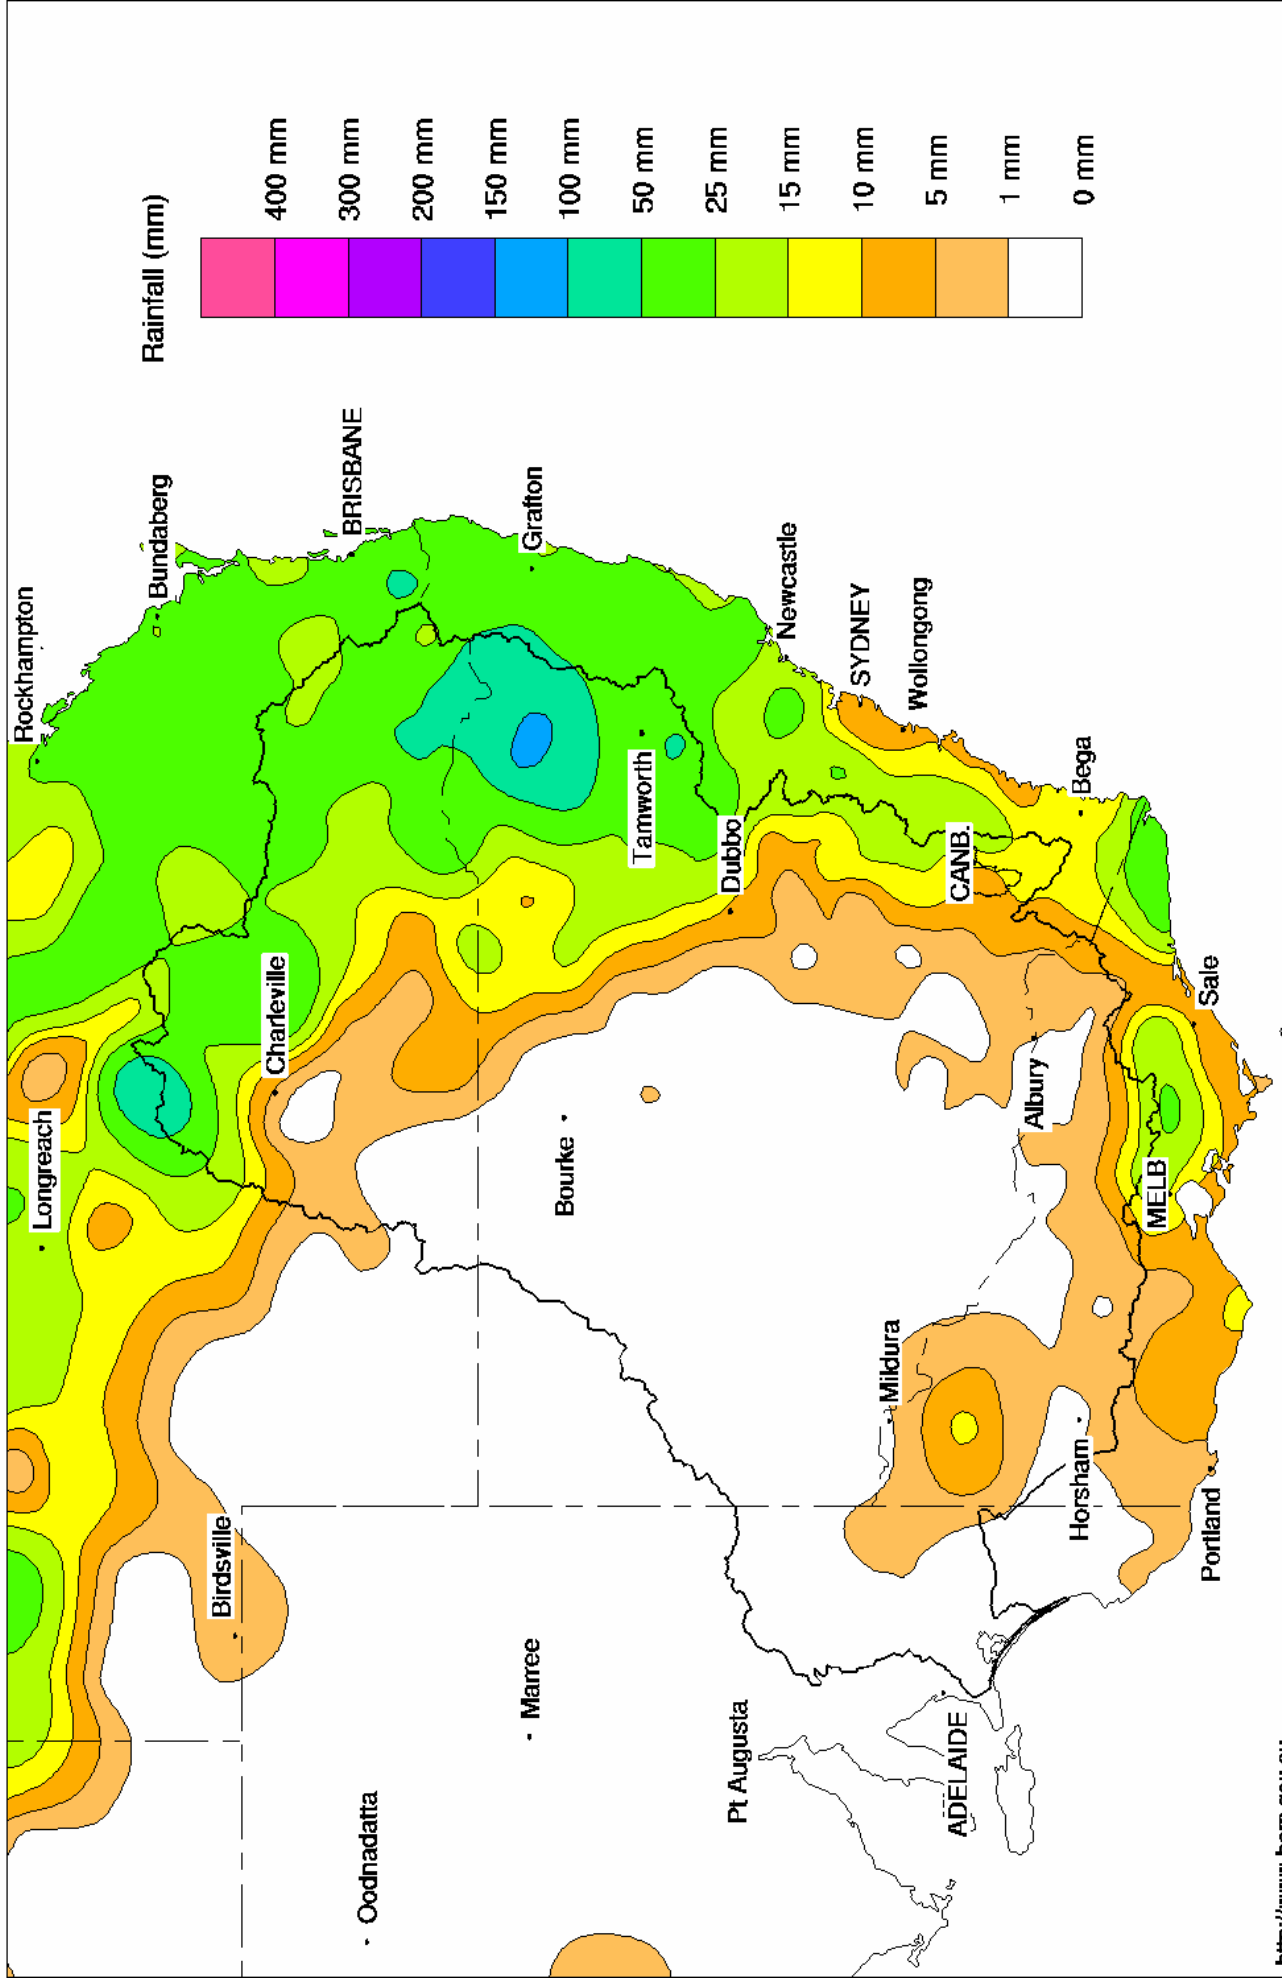 Longreach
Rockhampton
Bundaberg
Birdsville
Charleville
BRISBANE
Oodnadatta
Marree
Grafton
Bourke
Tamworth
Dubbo
Pt Augusta
Newcastle
SYDNEY
Mildura
Wollongong
ADELAIDE
CANB.
Albury
Horsham
Bega
MELB
Portland
Sale
Rainfall (mm)
400 mm
300 mm
200 mm
150 mm
100 mm
50 mm
25 mm
15 mm
10 mm
5 mm
1 mm
0 mm